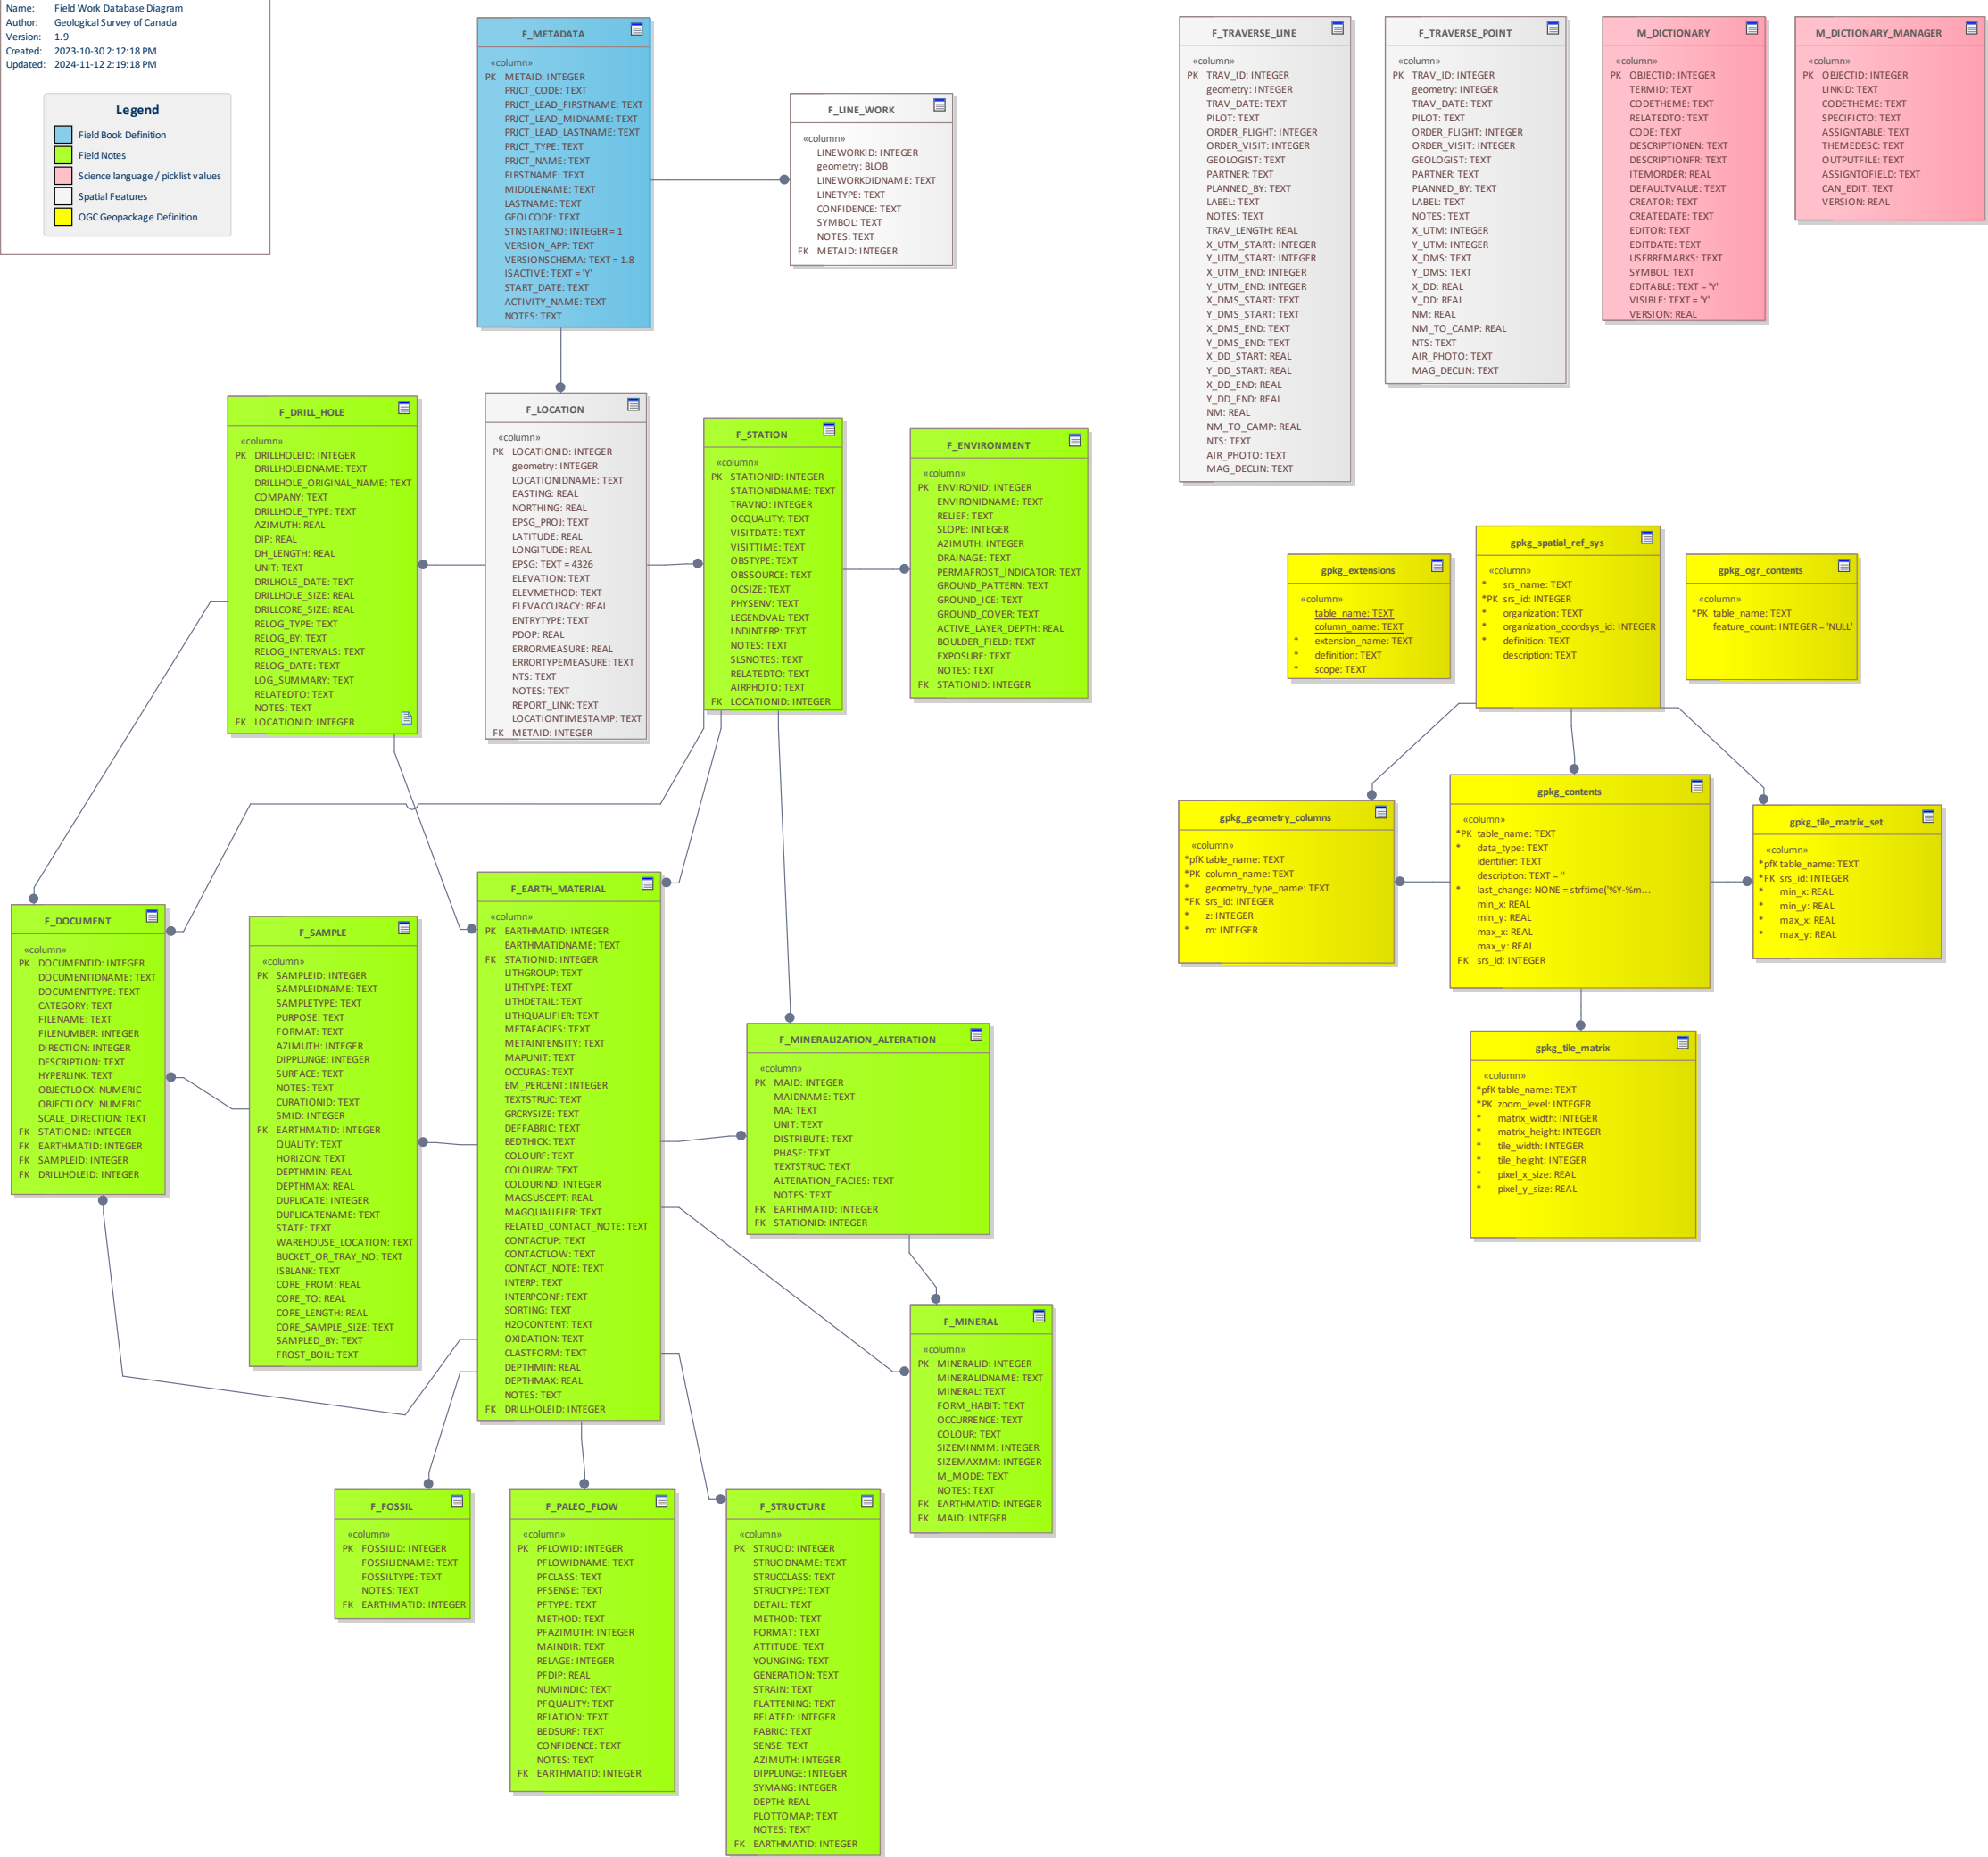 Name: Field Work Database Diagram
Author: Geological Survey of Canada
Version: 1.9
Created: 2023-10-30 2:12:18 PM
Updated: 2024-11-12 2:19:18 PM
Legend
Field Book Definition
Field Notes
Science language / picklist values
Spatial Features
OGC Geopackage Definition
F_METADATA
«column»
PK METAID: INTEGER
PRJCT_CODE: TEXT
PRJCT_LEAD_FIRSTNAME: TEXT
PRJCT_LEAD_MIDNAME: TEXT
PRJCT_LEAD_LASTNAME: TEXT
PRJCT_TYPE: TEXT
PRJCT_NAME: TEXT
FIRSTNAME: TEXT
MIDDLENAME: TEXT
LASTNAME: TEXT
GEOLCODE: TEXT
STNSTARTNO: INTEGER = 1
VERSION_APP: TEXT
VERSIONSCHEMA: TEXT = 1.8
ISACTIVE: TEXT = 'Y'
START_DATE: TEXT
ACTIVITY_NAME: TEXT
NOTES: TEXT
F_LINE_WORK
«column»
LINEWORKID: INTEGER
geometry: BLOB
LINEWORKDIDNAME: TEXT
LINETYPE: TEXT
CONFIDENCE: TEXT
SYMBOL: TEXT
NOTES: TEXT
FK METAID: INTEGER
F_TRAVERSE_LINE
«column»
PK TRAV_ID: INTEGER
geometry: INTEGER
TRAV_DATE: TEXT
PILOT: TEXT
ORDER_FLIGHT: INTEGER
ORDER_VISIT: INTEGER
GEOLOGIST: TEXT
PARTNER: TEXT
PLANNED_BY: TEXT
LABEL: TEXT
NOTES: TEXT
TRAV_LENGTH: REAL
X_UTM_START: INTEGER
Y_UTM_START: INTEGER
X_UTM_END: INTEGER
Y_UTM_END: INTEGER
X_DMS_START: TEXT
Y_DMS_START: TEXT
X_DMS_END: TEXT
Y_DMS_END: TEXT
X_DD_START: REAL
Y_DD_START: REAL
X_DD_END: REAL
Y_DD_END: REAL
NM: REAL
NM_TO_CAMP: REAL
NTS: TEXT
AIR_PHOTO: TEXT
MAG_DECLIN: TEXT
F_TRAVERSE_POINT
«column»
PK TRAV_ID: INTEGER
geometry: INTEGER
TRAV_DATE: TEXT
PILOT: TEXT
ORDER_FLIGHT: INTEGER
ORDER_VISIT: INTEGER
GEOLOGIST: TEXT
PARTNER: TEXT
PLANNED_BY: TEXT
LABEL: TEXT
NOTES: TEXT
X_UTM: INTEGER
Y_UTM: INTEGER
X_DMS: TEXT
Y_DMS: TEXT
X_DD: REAL
Y_DD: REAL
NM: REAL
NM_TO_CAMP: REAL
NTS: TEXT
AIR_PHOTO: TEXT
MAG_DECLIN: TEXT
M_DICTIONARY
«column»
PK OBJECTID: INTEGER
TERMID: TEXT
CODETHEME: TEXT
RELATEDTO: TEXT
CODE: TEXT
DESCRIPTIONEN: TEXT
DESCRIPTIONFR: TEXT
ITEMORDER: REAL
DEFAULTVALUE: TEXT
CREATOR: TEXT
CREATEDATE: TEXT
EDITOR: TEXT
EDITDATE: TEXT
USERREMARKS: TEXT
SYMBOL: TEXT
EDITABLE: TEXT = 'Y'
VISIBLE: TEXT = 'Y'
VERSION: REAL
M_DICTIONARY_MANAGER
«column»
PK OBJECTID: INTEGER
LINKID: TEXT
CODETHEME: TEXT
SPECIFICTO: TEXT
ASSIGNTABLE: TEXT
THEMEDESC: TEXT
OUTPUTFILE: TEXT
ASSIGNTOFIELD: TEXT
CAN_EDIT: TEXT
VERSION: REAL
F_DRILL_HOLE
«column»
PK DRILLHOLEID: INTEGER
DRILLHOLEIDNAME: TEXT
DRILLHOLE_ORIGINAL_NAME: TEXT
COMPANY: TEXT
DRILLHOLE_TYPE: TEXT
AZIMUTH: REAL
DIP: REAL
DH_LENGTH: REAL
UNIT: TEXT
DRILHOLE_DATE: TEXT
DRILLHOLE_SIZE: REAL
DRILLCORE_SIZE: REAL
RELOG_TYPE: TEXT
RELOG_BY: TEXT
RELOG_INTERVALS: TEXT
RELOG_DATE: TEXT
LOG_SUMMARY: TEXT
RELATEDTO: TEXT
NOTES: TEXT
FK LOCATIONID: INTEGER
F_LOCATION
«column»
PK LOCATIONID: INTEGER
geometry: INTEGER
LOCATIONIDNAME: TEXT
EASTING: REAL
NORTHING: REAL
EPSG_PROJ: TEXT
LATITUDE: REAL
LONGITUDE: REAL
EPSG: TEXT = 4326
ELEVATION: TEXT
ELEVMETHOD: TEXT
ELEVACCURACY: REAL
ENTRYTYPE: TEXT
PDOP: REAL
ERRORMEASURE: REAL
ERRORTYPEMEASURE: TEXT
NTS: TEXT
NOTES: TEXT
REPORT_LINK: TEXT
LOCATIONTIMESTAMP: TEXT
FK METAID: INTEGER
F_STATION
«column»
PK STATIONID: INTEGER
STATIONIDNAME: TEXT
TRAVNO: INTEGER
OCQUALITY: TEXT
VISITDATE: TEXT
VISITTIME: TEXT
OBSTYPE: TEXT
OBSSOURCE: TEXT
OCSIZE: TEXT
PHYSENV: TEXT
LEGENDVAL: TEXT
LNDINTERP: TEXT
NOTES: TEXT
SLSNOTES: TEXT
RELATEDTO: TEXT
AIRPHOTO: TEXT
FK LOCATIONID: INTEGER
F_ENVIRONMENT
«column»
PK ENVIRONID: INTEGER
ENVIRONIDNAME: TEXT
RELIEF: TEXT
SLOPE: INTEGER
AZIMUTH: INTEGER
DRAINAGE: TEXT
PERMAFROST_INDICATOR: TEXT
GROUND_PATTERN: TEXT
GROUND_ICE: TEXT
GROUND_COVER: TEXT
ACTIVE_LAYER_DEPTH: REAL
BOULDER_FIELD: TEXT
EXPOSURE: TEXT
NOTES: TEXT
FK STATIONID: INTEGER
gpkg_extensions
«column»
table_name: TEXT
column_name: TEXT
* extension_name: TEXT
* definition: TEXT
* scope: TEXT
gpkg_spatial_ref_sys
«column»
* srs_name: TEXT
*PK srs_id: INTEGER
* organization: TEXT
* organization_coordsys_id: INTEGER
* definition: TEXT
description: TEXT
gpkg_ogr_contents
«column»
*PK table_name: TEXT
feature_count: INTEGER = 'NULL'
gpkg_geometry_columns
«column»
*pfK table_name: TEXT
*PK column_name: TEXT
* geometry_type_name: TEXT
*FK srs_id: INTEGER
* z: INTEGER
* m: INTEGER
gpkg_contents
«column»
*PK table_name: TEXT
* data_type: TEXT
identifier: TEXT
description: TEXT = ''
* last_change: NONE = strftime('%Y-%m...
min_x: REAL
min_y: REAL
max_x: REAL
max_y: REAL
FK srs_id: INTEGER
gpkg_tile_matrix_set
«column»
*pfK table_name: TEXT
*FK srs_id: INTEGER
* min_x: REAL
* min_y: REAL
* max_x: REAL
* max_y: REAL
gpkg_tile_matrix
«column»
*pfK table_name: TEXT
*PK zoom_level: INTEGER
* matrix_width: INTEGER
* matrix_height: INTEGER
* tile_width: INTEGER
* tile_height: INTEGER
* pixel_x_size: REAL
* pixel_y_size: REAL
F_DOCUMENT
«column»
PK DOCUMENTID: INTEGER
DOCUMENTIDNAME: TEXT
DOCUMENTTYPE: TEXT
CATEGORY: TEXT
FILENAME: TEXT
FILENUMBER: INTEGER
DIRECTION: INTEGER
DESCRIPTION: TEXT
HYPERLINK: TEXT
OBJECTLOCX: NUMERIC
OBJECTLOCY: NUMERIC
SCALE_DIRECTION: TEXT
FK STATIONID: INTEGER
FK EARTHMATID: INTEGER
FK SAMPLEID: INTEGER
FK DRILLHOLEID: INTEGER
F_SAMPLE
«column»
PK SAMPLEID: INTEGER
SAMPLEIDNAME: TEXT
SAMPLETYPE: TEXT
PURPOSE: TEXT
FORMAT: TEXT
AZIMUTH: INTEGER
DIPPLUNGE: INTEGER
SURFACE: TEXT
NOTES: TEXT
CURATIONID: TEXT
SMID: INTEGER
FK EARTHMATID: INTEGER
QUALITY: TEXT
HORIZON: TEXT
DEPTHMIN: REAL
DEPTHMAX: REAL
DUPLICATE: INTEGER
DUPLICATENAME: TEXT
STATE: TEXT
WAREHOUSE_LOCATION: TEXT
BUCKET_OR_TRAY_NO: TEXT
ISBLANK: TEXT
CORE_FROM: REAL
CORE_TO: REAL
CORE_LENGTH: REAL
CORE_SAMPLE_SIZE: TEXT
SAMPLED_BY: TEXT
FROST_BOIL: TEXT
F_EARTH_MATERIAL
«column»
PK EARTHMATID: INTEGER
EARTHMATIDNAME: TEXT
FK STATIONID: INTEGER
LITHGROUP: TEXT
LITHTYPE: TEXT
LITHDETAIL: TEXT
LITHQUALIFIER: TEXT
METAFACIES: TEXT
METAINTENSITY: TEXT
MAPUNIT: TEXT
OCCURAS: TEXT
EM_PERCENT: INTEGER
TEXTSTRUC: TEXT
GRCRYSIZE: TEXT
DEFFABRIC: TEXT
BEDTHICK: TEXT
COLOURF: TEXT
COLOURW: TEXT
COLOURIND: INTEGER
MAGSUSCEPT: REAL
MAGQUALIFIER: TEXT
RELATED_CONTACT_NOTE: TEXT
CONTACTUP: TEXT
CONTACTLOW: TEXT
CONTACT_NOTE: TEXT
INTERP: TEXT
INTERPCONF: TEXT
SORTING: TEXT
H2OCONTENT: TEXT
OXIDATION: TEXT
CLASTFORM: TEXT
DEPTHMIN: REAL
DEPTHMAX: REAL
NOTES: TEXT
FK DRILLHOLEID: INTEGER
F_MINERALIZATION_ALTERATION
«column»
PK MAID: INTEGER
MAIDNAME: TEXT
MA: TEXT
UNIT: TEXT
DISTRIBUTE: TEXT
PHASE: TEXT
TEXTSTRUC: TEXT
ALTERATION_FACIES: TEXT
NOTES: TEXT
FK EARTHMATID: INTEGER
FK STATIONID: INTEGER
F_MINERAL
«column»
PK MINERALID: INTEGER
MINERALIDNAME: TEXT
MINERAL: TEXT
FORM_HABIT: TEXT
OCCURRENCE: TEXT
COLOUR: TEXT
SIZEMINMM: INTEGER
SIZEMAXMM: INTEGER
M_MODE: TEXT
NOTES: TEXT
FK EARTHMATID: INTEGER
FK MAID: INTEGER
F_FOSSIL
«column»
PK FOSSILID: INTEGER
FOSSILIDNAME: TEXT
FOSSILTYPE: TEXT
NOTES: TEXT
FK EARTHMATID: INTEGER
F_PALEO_FLOW
«column»
PK PFLOWID: INTEGER
PFLOWIDNAME: TEXT
PFCLASS: TEXT
PFSENSE: TEXT
PFTYPE: TEXT
METHOD: TEXT
PFAZIMUTH: INTEGER
MAINDIR: TEXT
RELAGE: INTEGER
PFDIP: REAL
NUMINDIC: TEXT
PFQUALITY: TEXT
RELATION: TEXT
BEDSURF: TEXT
CONFIDENCE: TEXT
NOTES: TEXT
FK EARTHMATID: INTEGER
F_STRUCTURE
«column»
PK STRUCID: INTEGER
STRUCIDNAME: TEXT
STRUCCLASS: TEXT
STRUCTYPE: TEXT
DETAIL: TEXT
METHOD: TEXT
FORMAT: TEXT
ATTITUDE: TEXT
YOUNGING: TEXT
GENERATION: TEXT
STRAIN: TEXT
FLATTENING: TEXT
RELATED: INTEGER
FABRIC: TEXT
SENSE: TEXT
AZIMUTH: INTEGER
DIPPLUNGE: INTEGER
SYMANG: INTEGER
DEPTH: REAL
PLOTTOMAP: TEXT
NOTES: TEXT
FK EARTHMATID: INTEGER